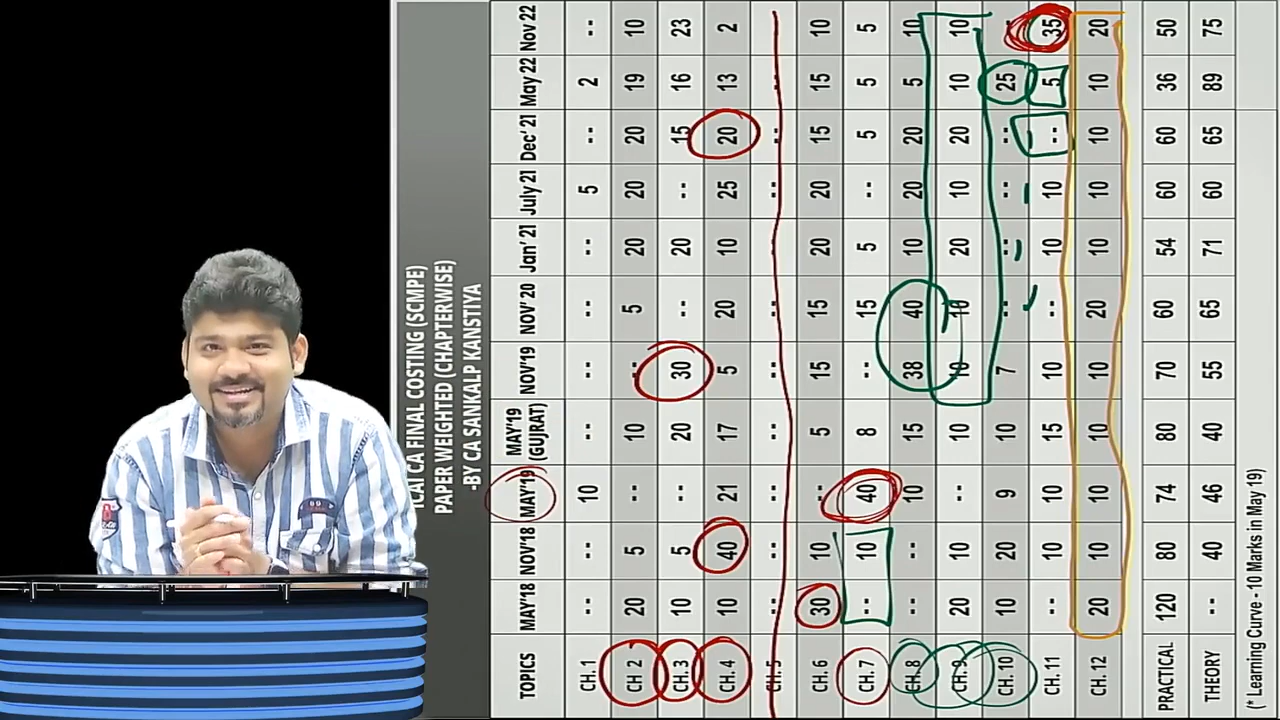 ICAI CA FINAL COSTING (SCMPE)
PAPER WEIGHTED (CHAPTERWISE)
-BY CA SANKALP KANSTIYA
TOPICS MAY'18 NOV'18 MAY'19 MAY'19 (GUJRAT) NOV'19 NOV'20 Jan'21 July 21 Dec'21 May 22 Nov 22
CH.1 -- -- 10 -- -- -- -- 5 -- 2 --
CH 2 20 5 -- 10 -- 5 20 20 20 19 10
CH.3 10 5 -- 20 30 -- 20 -- 15 16 23
CH.4 10 40 21 17 5 20 10 25 20 13 2
CH.5 -- -- -- -- -- -- -- -- -- -- --
CH.6 30 10 -- 5 15 15 20 20 15 15 10
CH.7 -- 10 40 8 -- 15 5 -- 5 5 5
CH.8 -- -- 10 15 38 40 10 20 20 5 10
CH.9 20 10 -- 10 10 10 20 10 20 10 10
CH.10 10 20 9 10 7 -- -- -- -- 25 --
CH.11 -- 10 10 15 10 -- 10 10 -- 5 35
CH.12 20 10 10 10 10 20 10 10 10 10 20
PRACTICAL 120 80 74 80 70 60 54 60 60 36 50
THEORY -- 40 46 40 55 65 71 60 65 89 75
(* Learning Curve - 10 Marks in May 19)